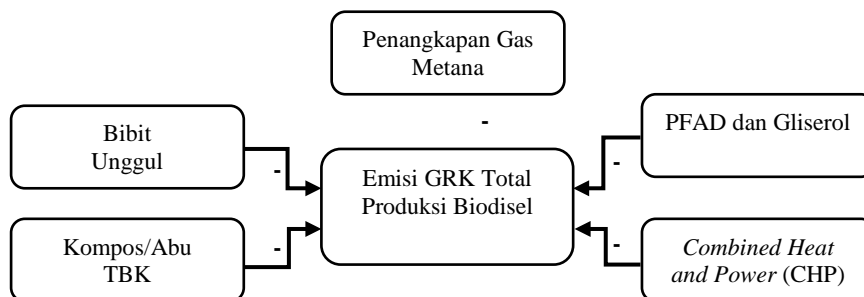 Penangkapan Gas
Metana
-
Bibit
Unggul
-
PFAD dan Gliserol
-
Emisi GRK Total
Produksi Biodisel
Kompos/Abu
TBK
-
Combined Heat
and Power (CHP)
-